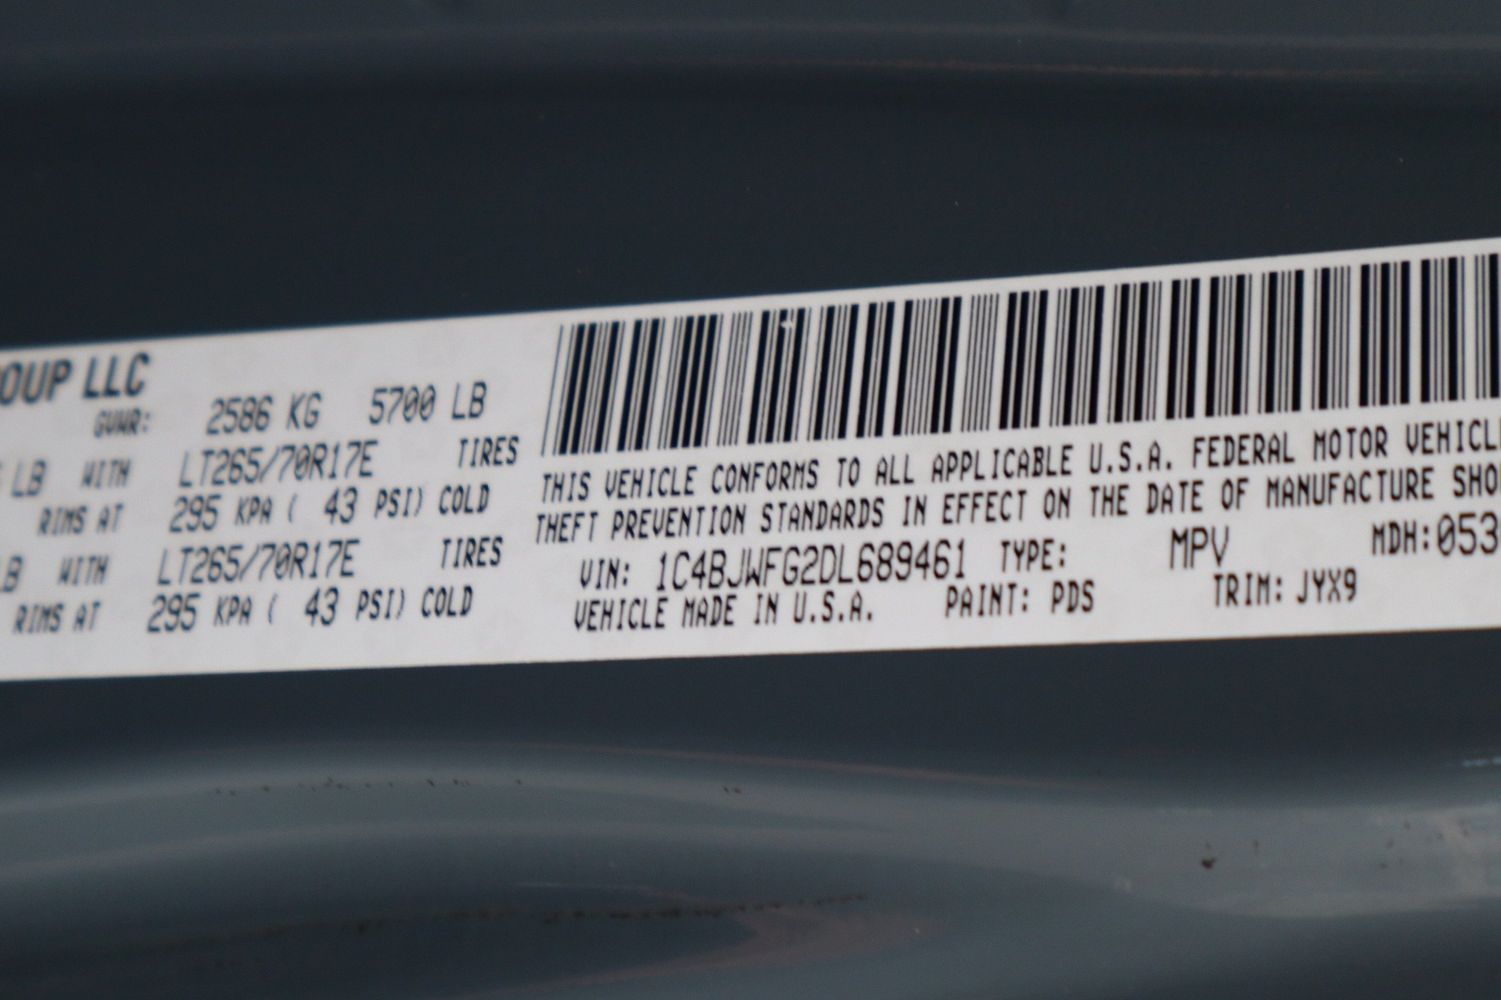 OUP LLC
GVWR: 2586 KG 5700 LB
LB WITH LT265/70R17E TIRES
RIMS AT 295 KPA ( 43 PSI) COLD
LB WITH LT265/70R17E TIRES
RIMS AT 295 KPA ( 43 PSI) COLD
THIS VEHICLE CONFORMS TO ALL APPLICABLE U.S.A. FEDERAL MOTOR VEHICL
THEFT PREVENTION STANDARDS IN EFFECT ON THE DATE OF MANUFACTURE SHO
VIN: 1C4BJWFG2DL689461 TYPE: MPV MDH:053
VEHICLE MADE IN U.S.A. PAINT: PDS TRIM: JYX9